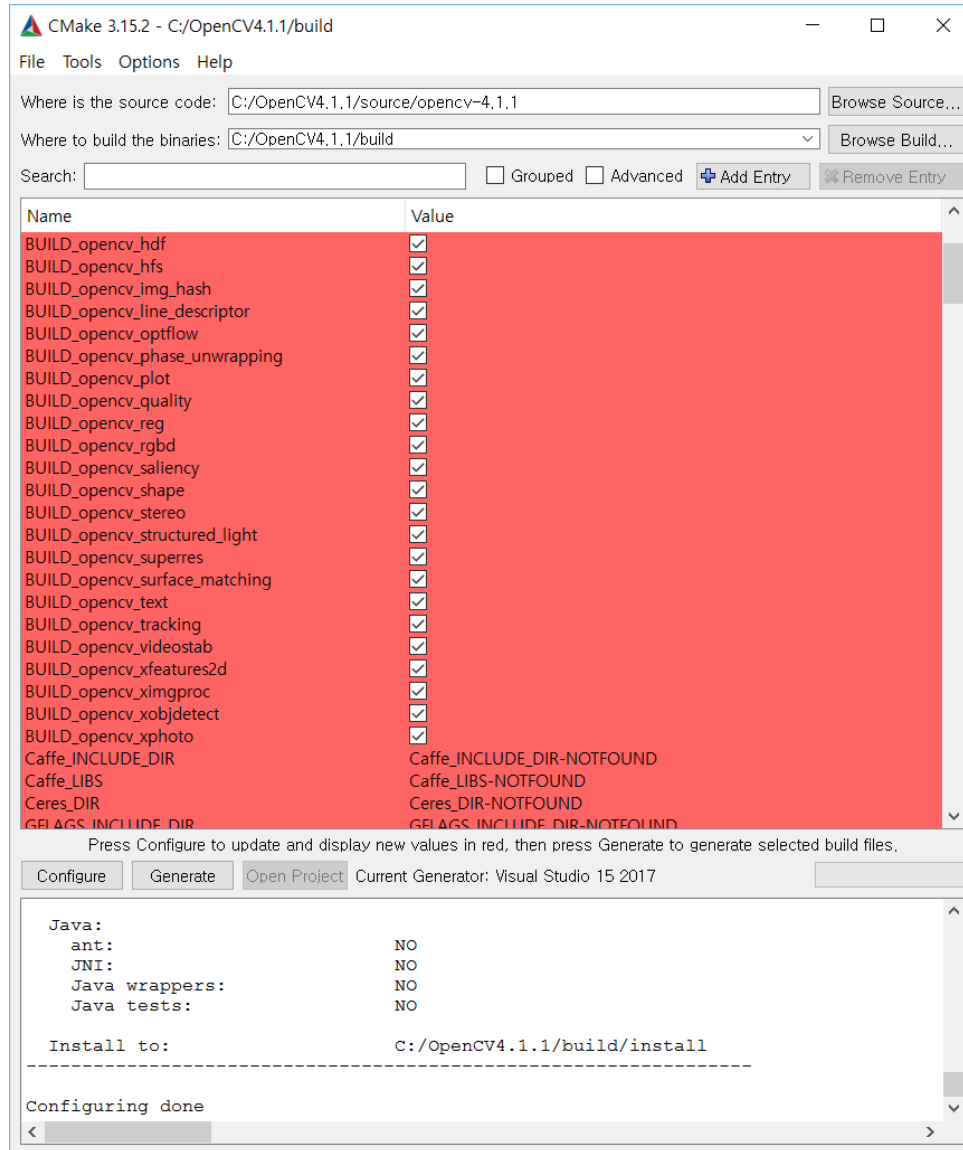 CMake 3.15.2 - C:/OpenCV4.1.1/build
File Tools Options Help
Where is the source code: C:/OpenCV4,1,1/source/opencv-4,1,1 Browse Source,,,
Where to build the binaries: C:/OpenCV4,1,1/build Browse Build,,,
Search: Grouped Advanced Add Entry Remove Entry
Name Value
BUILD_opencv_hdf
BUILD_opencv_hfs
BUILD_opencv_img_hash
BUILD_opencv_line_descriptor
BUILD_opencv_optflow
BUILD_opencv_phase_unwrapping
BUILD_opencv_plot
BUILD_opencv_quality
BUILD_opencv_reg
BUILD_opencv_rgbd
BUILD_opencv_saliency
BUILD_opencv_shape
BUILD_opencv_stereo
BUILD_opencv_structured_light
BUILD_opencv_superres
BUILD_opencv_surface_matching
BUILD_opencv_text
BUILD_opencv_tracking
BUILD_opencv_videostab
BUILD_opencv_xfeatures2d
BUILD_opencv_ximgproc
BUILD_opencv_xobjdetect
BUILD_opencv_xphoto
Caffe_INCLUDE_DIR Caffe_INCLUDE_DIR-NOTFOUND
Caffe_LIBS Caffe_LIBS-NOTFOUND
Ceres_DIR Ceres_DIR-NOTFOUND
GFLAGS_INCLUDE_DIR GFLAGS_INCLUDE_DIR-NOTFOUND
Press Configure to update and display new values in red, then press Generate to generate selected build files,
Configure Generate Open Project Current Generator: Visual Studio 15 2017
Java:
ant: NO
JNI: NO
Java wrappers: NO
Java tests: NO
Install to: C:/OpenCV4.1.1/build/install
-----------------------------------------------------------------
Configuring done